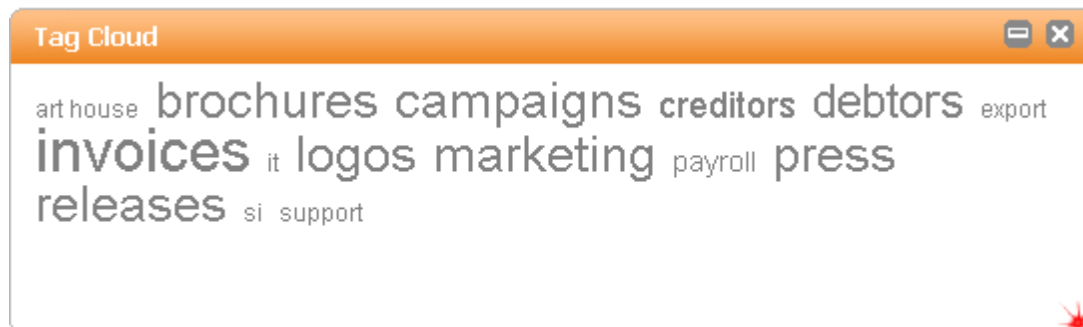 Tag Cloud
art house brochures campaigns creditors debtors export
invoices it logos marketing payroll press
releases si support